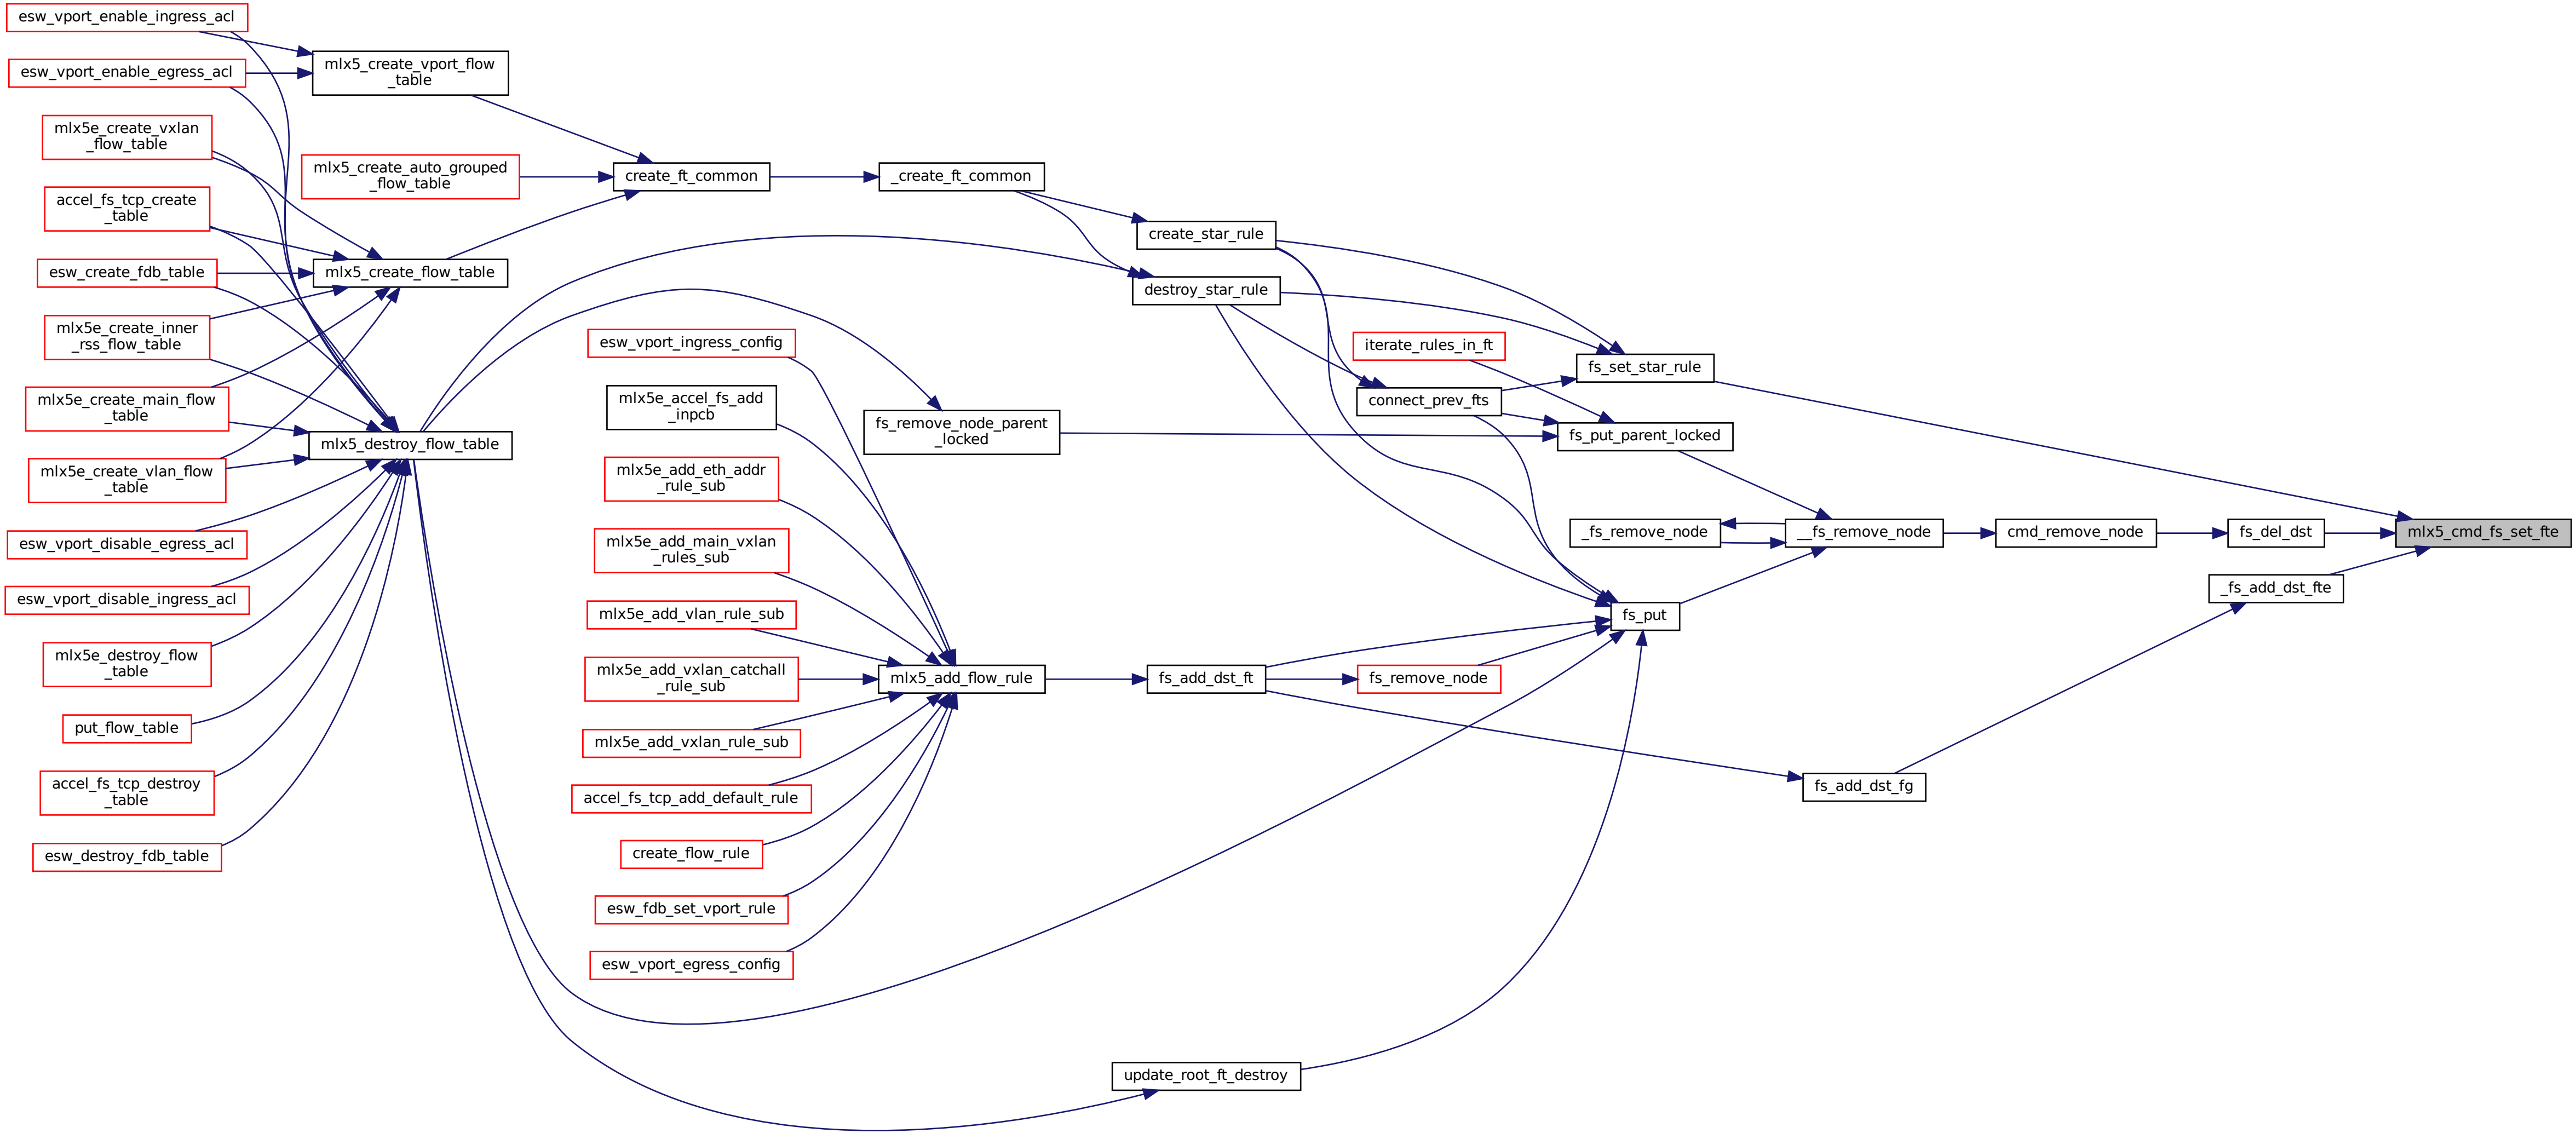 esw_vport_enable_ingress_acl
esw_vport_enable_egress_acl
mlx5e_create_vxlan
_flow_table
accel_fs_tcp_create
_table
esw_create_fdb_table
mlx5e_create_inner
_rss_flow_table
mlx5e_create_main_flow
_table
mlx5e_create_vlan_flow
_table
esw_vport_disable_egress_acl
esw_vport_disable_ingress_acl
mlx5e_destroy_flow
_table
put_flow_table
accel_fs_tcp_destroy
_table
esw_destroy_fdb_table
mlx5_create_vport_flow
_table
mlx5_create_auto_grouped
_flow_table
mlx5_create_flow_table
mlx5_destroy_flow_table
create_ft_common
esw_vport_ingress_config
mlx5e_accel_fs_add
_inpcb
mlx5e_add_eth_addr
_rule_sub
mlx5e_add_main_vxlan
_rules_sub
mlx5e_add_vlan_rule_sub
mlx5e_add_vxlan_catchall
_rule_sub
mlx5e_add_vxlan_rule_sub
accel_fs_tcp_add_default_rule
create_flow_rule
esw_fdb_set_vport_rule
esw_vport_egress_config
_create_ft_common
fs_remove_node_parent
_locked
mlx5_add_flow_rule
create_star_rule
destroy_star_rule
fs_add_dst_ft
update_root_ft_destroy
iterate_rules_in_ft
connect_prev_fts
fs_remove_node
fs_set_star_rule
fs_put_parent_locked
_fs_remove_node
fs_put
__fs_remove_node
fs_add_dst_fg
cmd_remove_node
fs_del_dst
_fs_add_dst_fte
mlx5_cmd_fs_set_fte